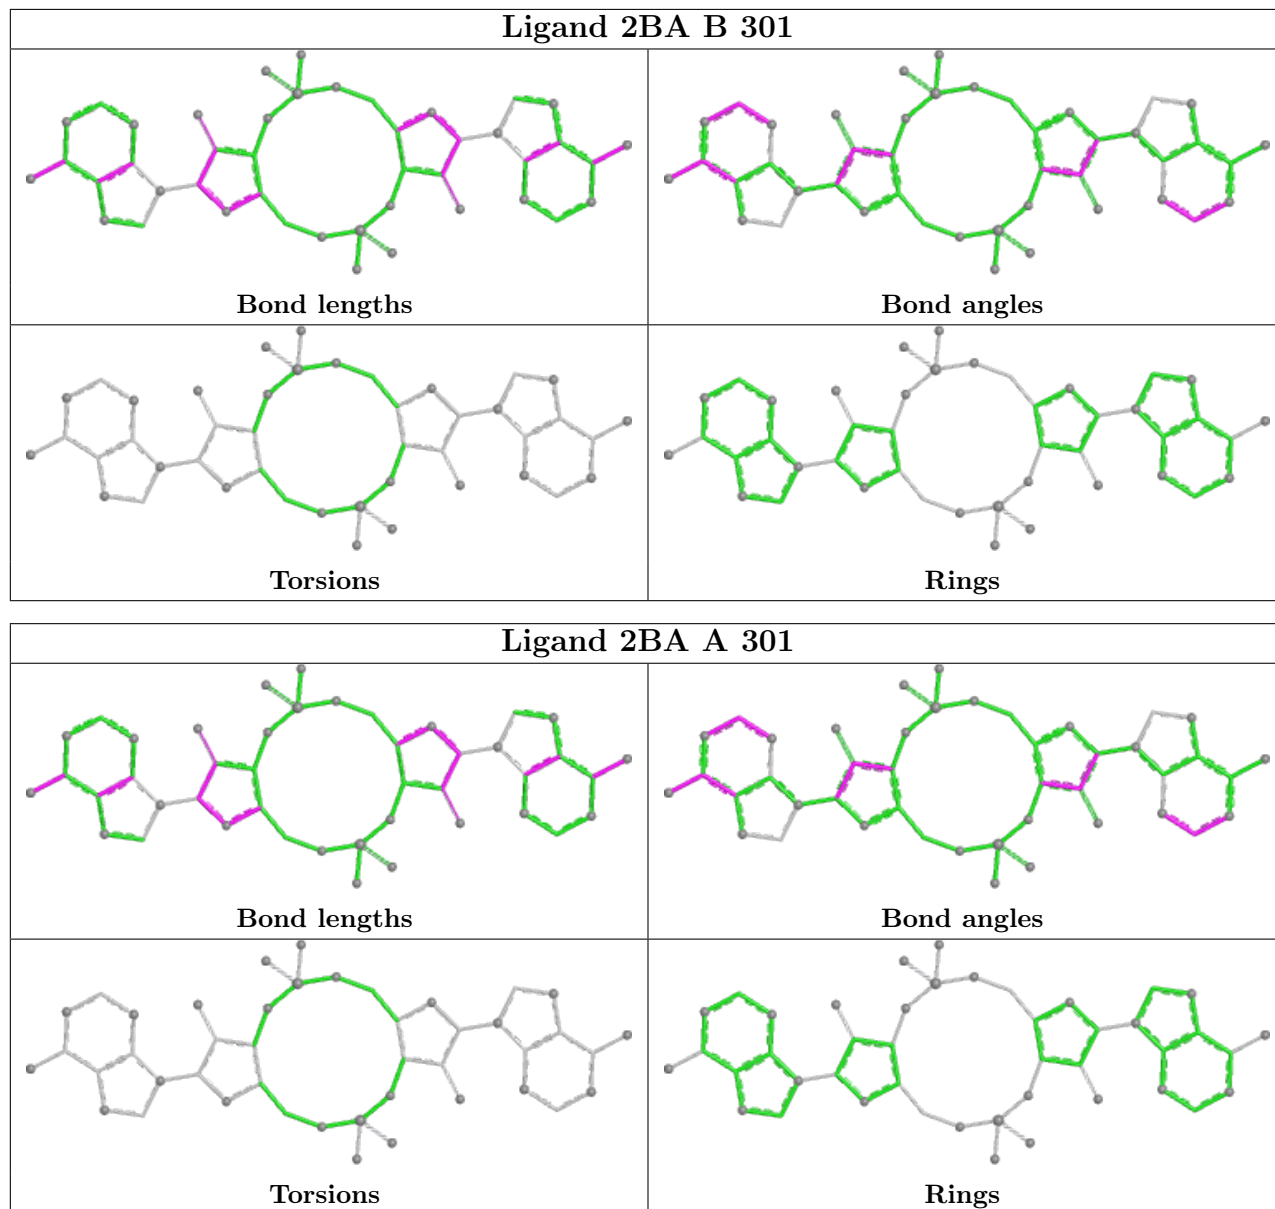 Ligand 2BA B 301
Bond lengths
Bond angles
Torsions
Rings
Ligand 2BA A 301
Bond lengths
Bond angles
Torsions
Rings